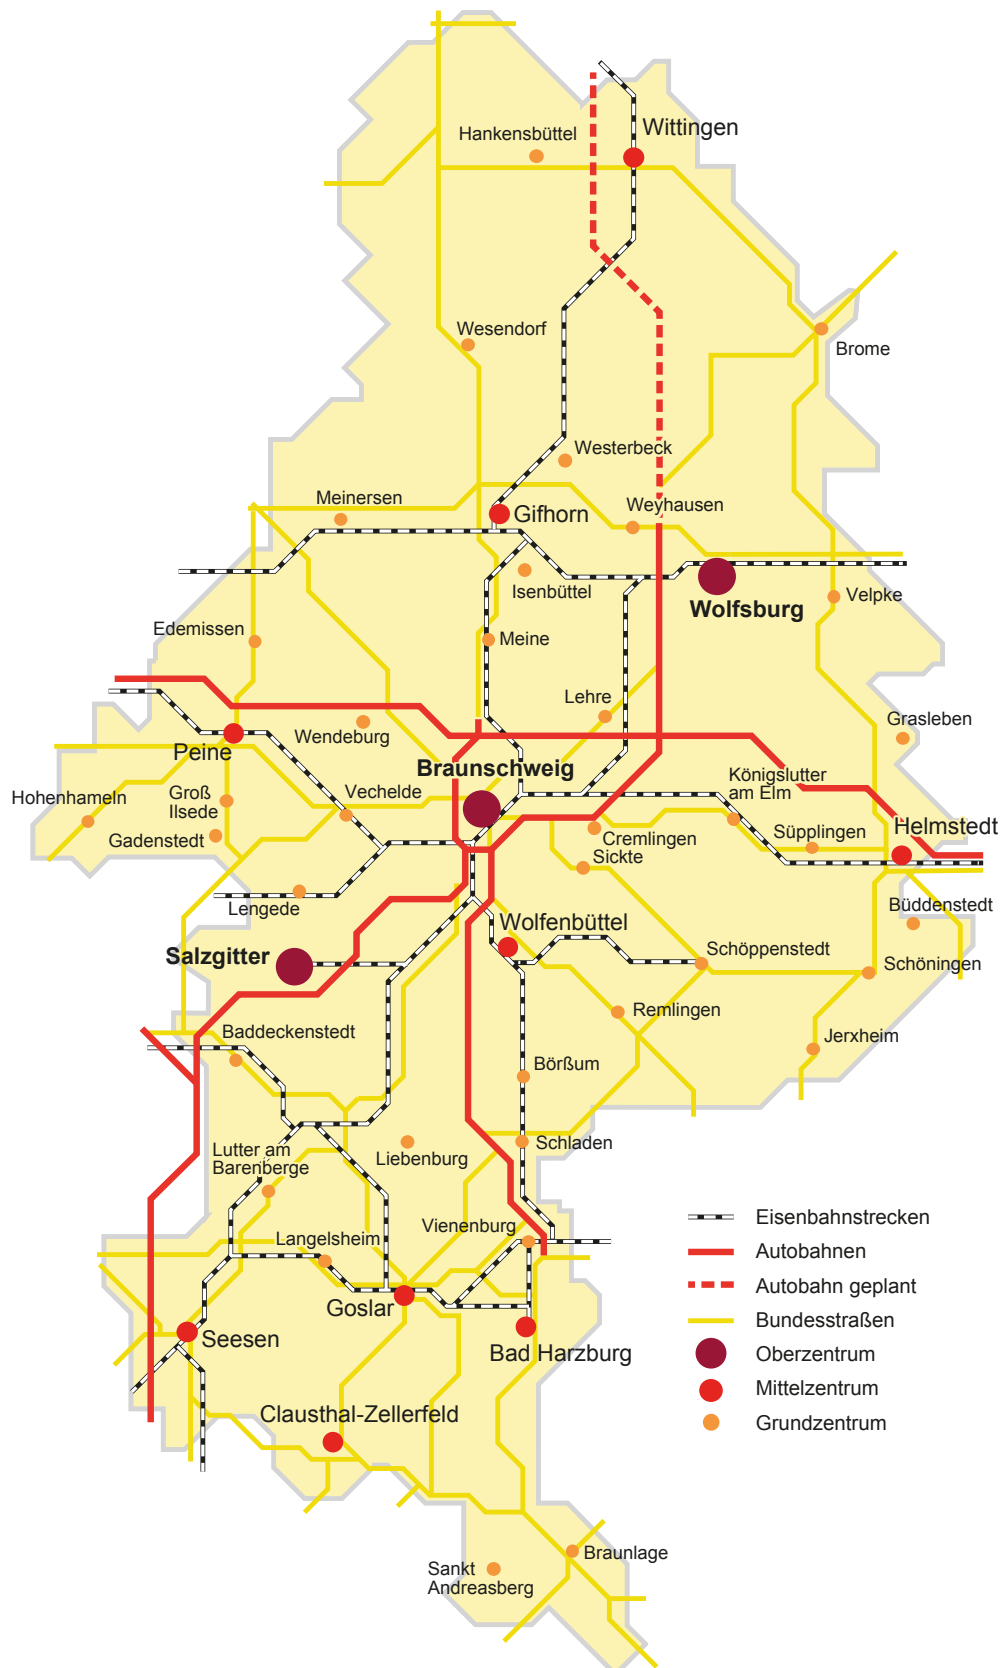 Wittingen
Hankensbüttel
Wesendorf
Brome
Westerbeck
Meinersen
Gifhorn
Weyhausen
Isenbüttel
Wolfsburg
Velpke
Edemissen
Meine
Lehre
Grasleben
Wendeburg
Peine
Braunschweig
Königslutter
am Elm
Hohenhameln
Groß
Ilsede
Vechelde
Gadenstedt
Cremlingen
Süpplingen
Helmstedt
Sickte
Lengede
Büddenstedt
Wolfenbüttel
Salzgitter
Schöppenstedt
Schöningen
Remlingen
Baddeckenstedt
Jerxheim
Börßum
Lutter am
Barenberge
Liebenburg
Schladen
Vienenburg
Langelsheim
Goslar
Seesen
Bad Harzburg
Clausthal-Zellerfeld
Braunlage
Sankt
Andreasberg
Eisenbahnstrecken
Autobahnen
Autobahn geplant
Bundesstraßen
Oberzentrum
Mittelzentrum
Grundzentrum